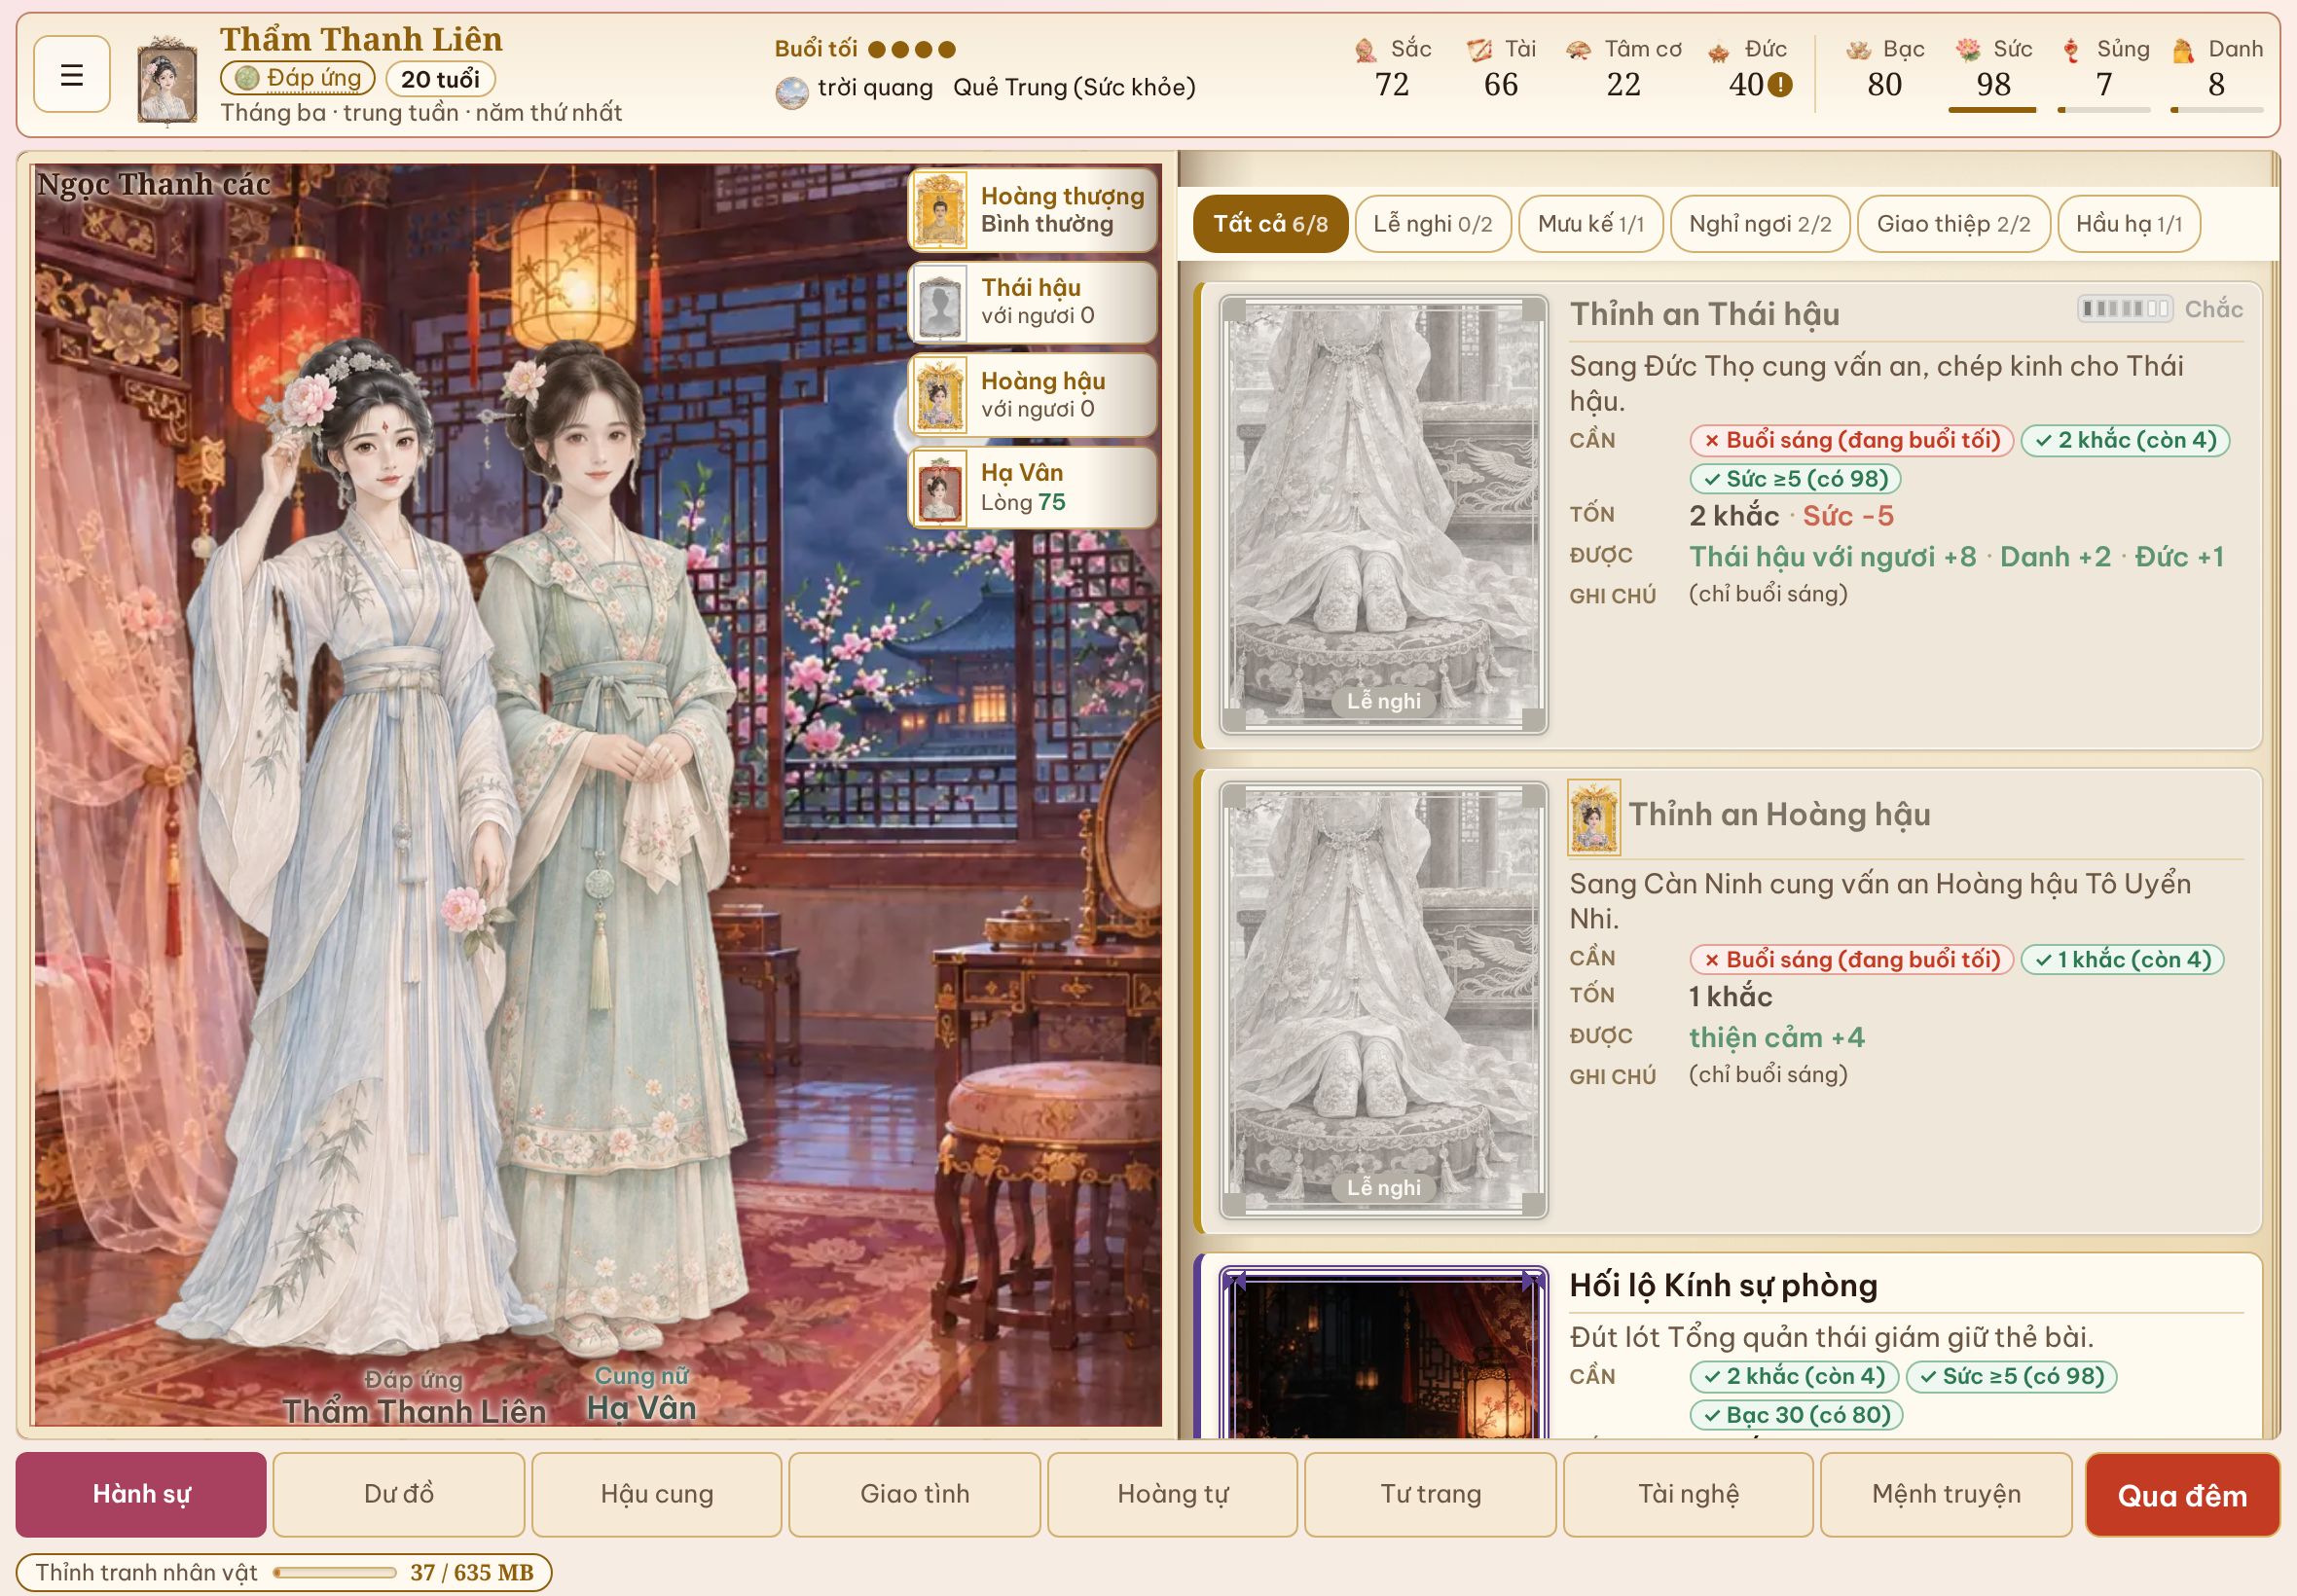 ☰
Thẩm Thanh Liên
Đáp ứng
20 tuổi
Tháng ba · trung tuần · năm thứ nhất
Buổi tối
trời quang Quẻ Trung (Sức khỏe)
Sắc Tài Tâm cơ Đức Bạc Sức Sủng Danh
72 66 22 40 ! 80 98 7 8
Ngọc Thanh các
Hoàng thượng
Bình thường
Thái hậu
với ngươi 0
Hoàng hậu
với ngươi 0
Hạ Vân
Lòng 75
Đáp ứng
Thẩm Thanh Liên
Cung nữ
Hạ Vân
Tất cả 6/8
Lễ nghi 0/2
Mưu kế 1/1
Nghỉ ngơi 2/2
Giao thiệp 2/2
Hầu hạ 1/1
Thỉnh an Thái hậu
Chắc
Sang Đức Thọ cung vấn an, chép kinh cho Thái
hậu.
CẦN × Buổi sáng (đang buổi tối) ✓ 2 khắc (còn 4)
✓ Sức ≥5 (có 98)
TỐN 2 khắc · Sức -5
ĐƯỢC Thái hậu với ngươi +8 · Danh +2 · Đức +1
GHI CHÚ (chỉ buổi sáng)
Lễ nghi
Thỉnh an Hoàng hậu
Sang Càn Ninh cung vấn an Hoàng hậu Tô Uyển
Nhi.
CẦN × Buổi sáng (đang buổi tối) ✓ 1 khắc (còn 4)
TỐN 1 khắc
ĐƯỢC thiện cảm +4
GHI CHÚ (chỉ buổi sáng)
Lễ nghi
Hối lộ Kính sự phòng
Đút lót Tổng quản thái giám giữ thẻ bài.
CẦN ✓ 2 khắc (còn 4) ✓ Sức ≥5 (có 98)
✓ Bạc 30 (có 80)
Hành sự
Dư đồ
Hậu cung
Giao tình
Hoàng tự
Tư trang
Tài nghệ
Mệnh truyện
Qua đêm
Thỉnh tranh nhân vật 37 / 635 MB